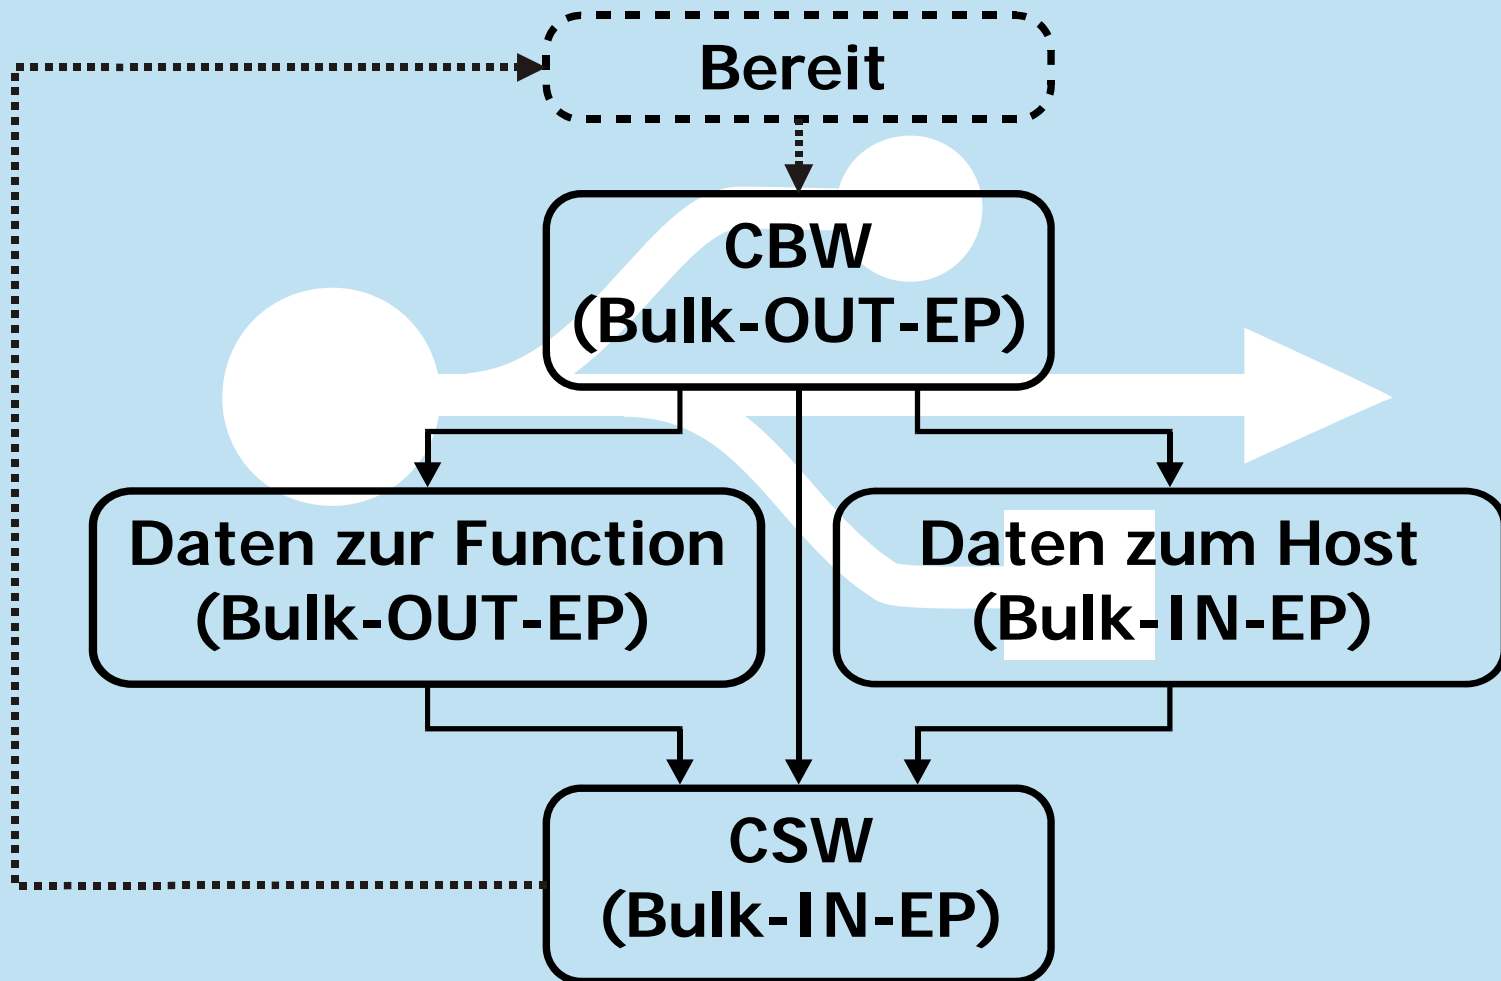 Bereit
CBW
(Bulk-OUT-EP)
Daten zur Function
(Bulk-OUT-EP)
Daten zum Host
(Bulk-IN-EP)
CSW
(Bulk-IN-EP)